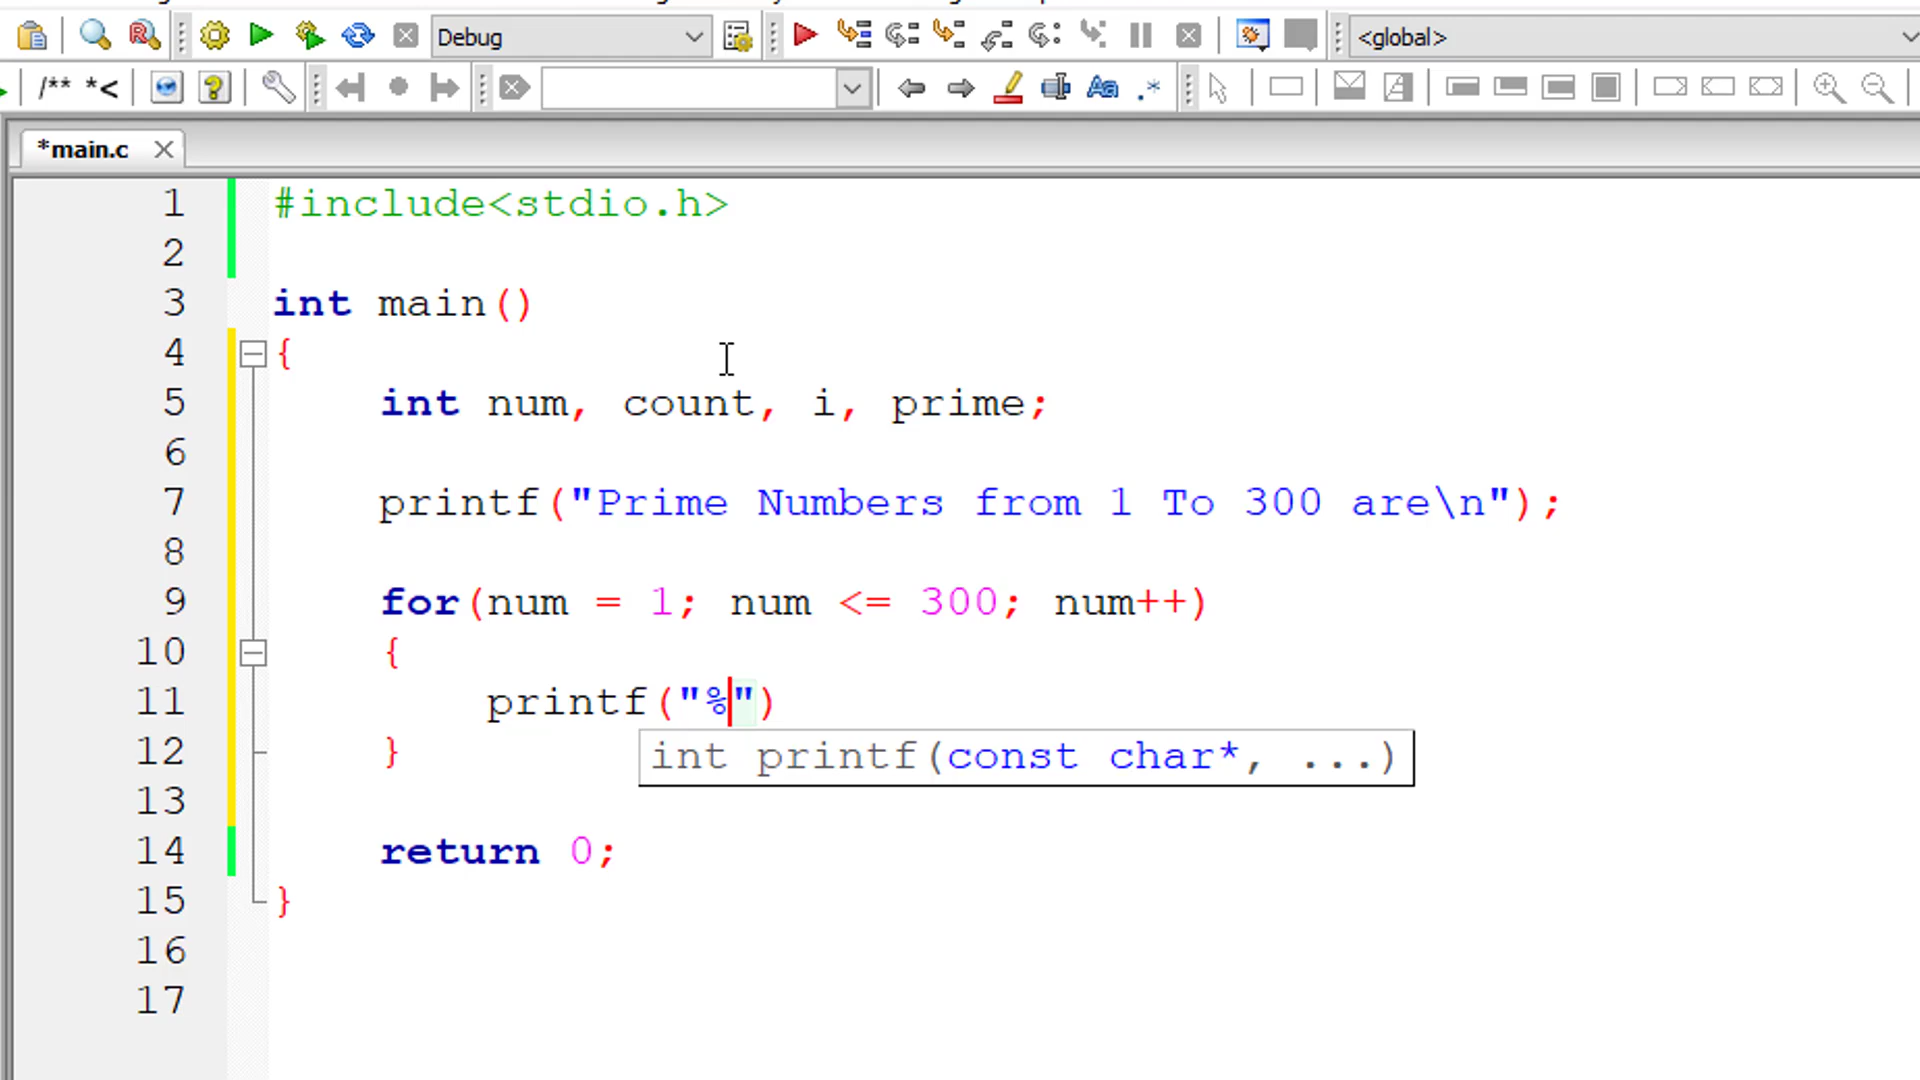 Debug
<global>
/** *<
*main.c
1 #include<stdio.h>
2
3 int main()
4 {
5 int num, count, i, prime;
6
7 printf("Prime Numbers from 1 To 300 are\n");
8
9 for(num = 1; num <= 300; num++)
10 {
11 printf("%")
12 }
int printf(const char*, ...)
13
14 return 0;
15 }
16
17